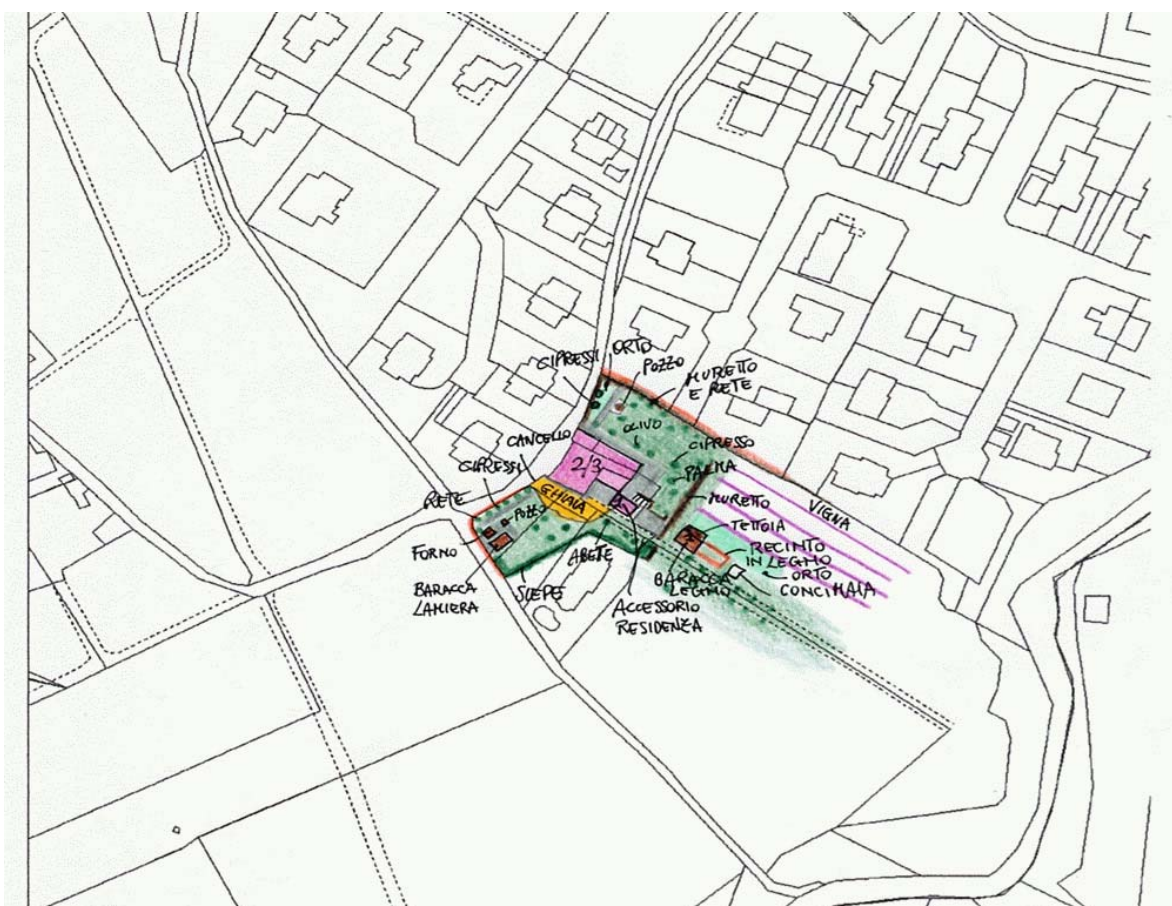 CIPRESSI
ORTO
POZZO
MURETTO
E RETE
CANCELLO
OLIVO
CIPRESSO
CIPRESSI
2/3
PALMA
RETE
GHIAIA
MURETTO
POZZO
VIGNA
FORNO
TETTOIA
ABETE
RECINTO
IN LEGNO
BARACCA
LAMIERA
SIEPE
BARACCA
LEGNO
ORTO
CONCIMAIA
ACCESSORIO
RESIDENZA